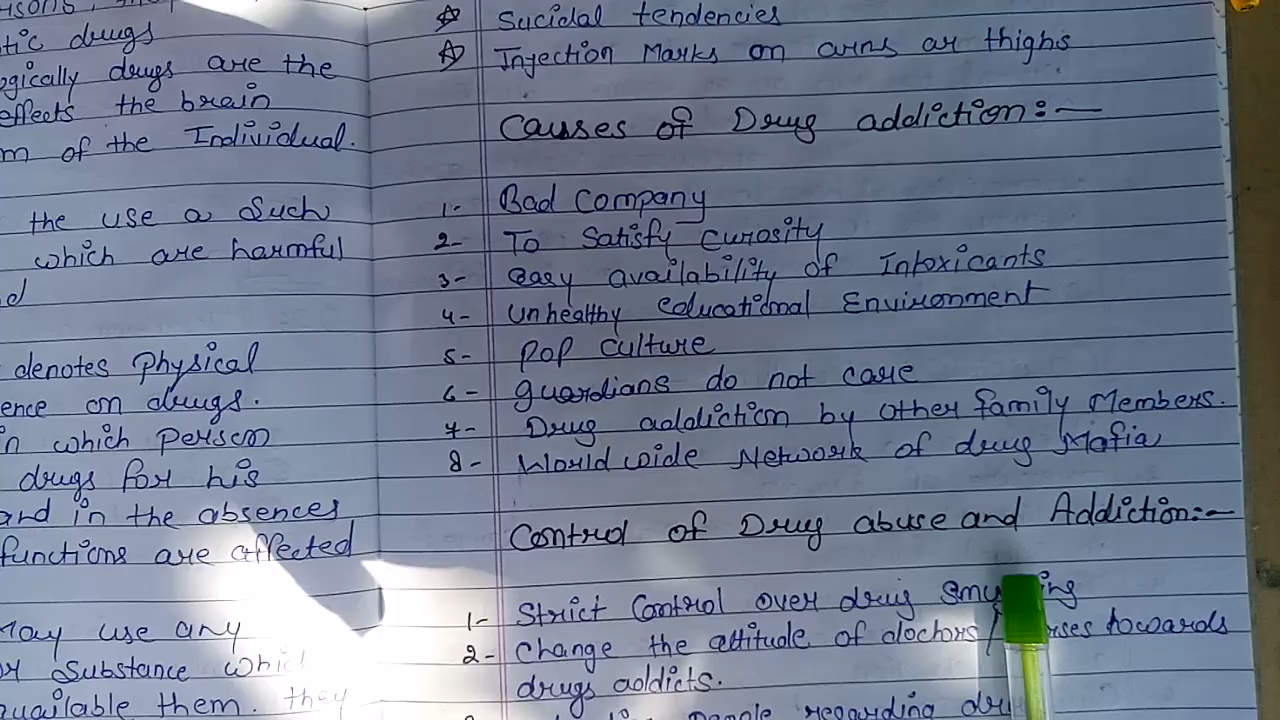 tic drugs
ogically drugs are the
effects the brain
m of the Individual.
the use a Such
which are harmful
d
denotes Physical
ence on drugs.
n which Person
drugs for his
and in the absences
functions are affected
May use any
or Substance whic
available them. they
☆ Sucidal tendencies
☆ Injection Marks on arms ar thighs
Causes of Drug addiction:-
1- Bad Company
2- To Satisfy Curosity
3- easy availability of Intoxicants
4- Unhealthy educational Environment
5- Pop Culture
6- guardians do not care
7- Drug addiction by other family Members.
8- World wide Network of drug Mafia
Control of Drug abuse and Addiction:-
1- Strict Control over drug
2- Change the attitude of doctors/ towards
drugs addicts.
people regarding